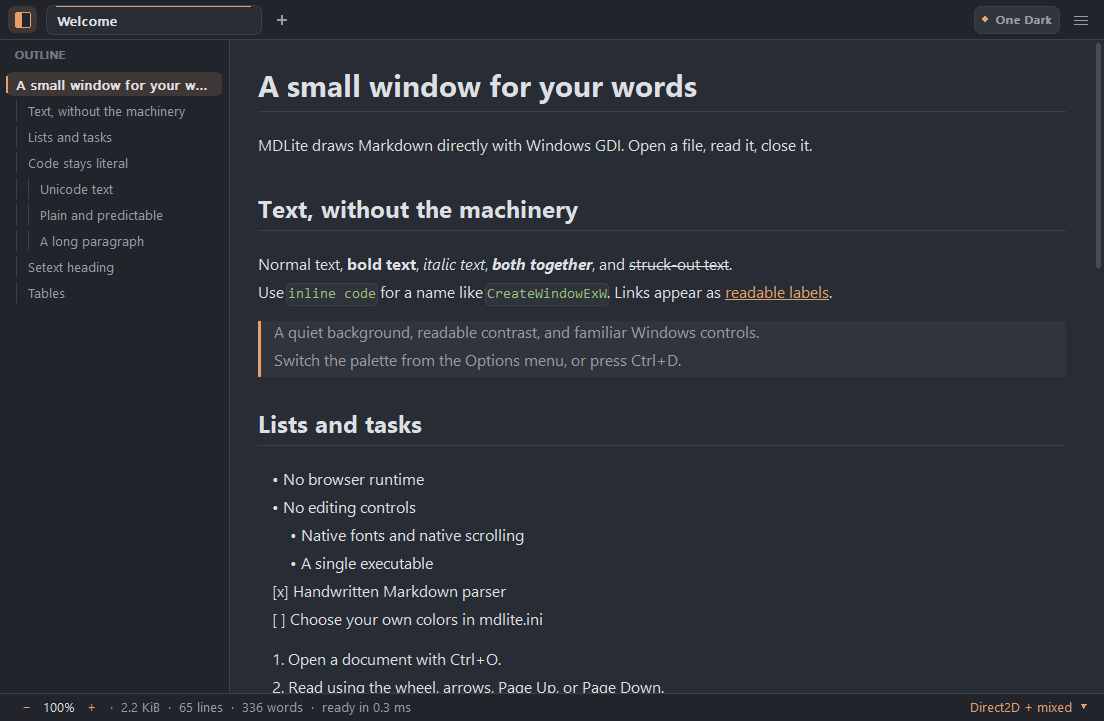 Welcome
+
One Dark
OUTLINE
A small window for your w...
Text, without the machinery
Lists and tasks
Code stays literal
Unicode text
Plain and predictable
A long paragraph
Setext heading
Tables
A small window for your words
MDLite draws Markdown directly with Windows GDI. Open a file, read it, close it.
Text, without the machinery
Normal text, bold text, italic text, both together, and struck-out text.
Use inline code for a name like CreateWindowExW. Links appear as readable labels.
A quiet background, readable contrast, and familiar Windows controls.
Switch the palette from the Options menu, or press Ctrl+D.
Lists and tasks
• No browser runtime
• No editing controls
• Native fonts and native scrolling
• A single executable
[x] Handwritten Markdown parser
[ ] Choose your own colors in mdlite.ini
1. Open a document with Ctrl+O.
2. Read using the wheel, arrows, Page Up, or Page Down.
− 100% + · 2.2 KiB · 65 lines · 336 words · ready in 0.3 ms
Direct2D + mixed